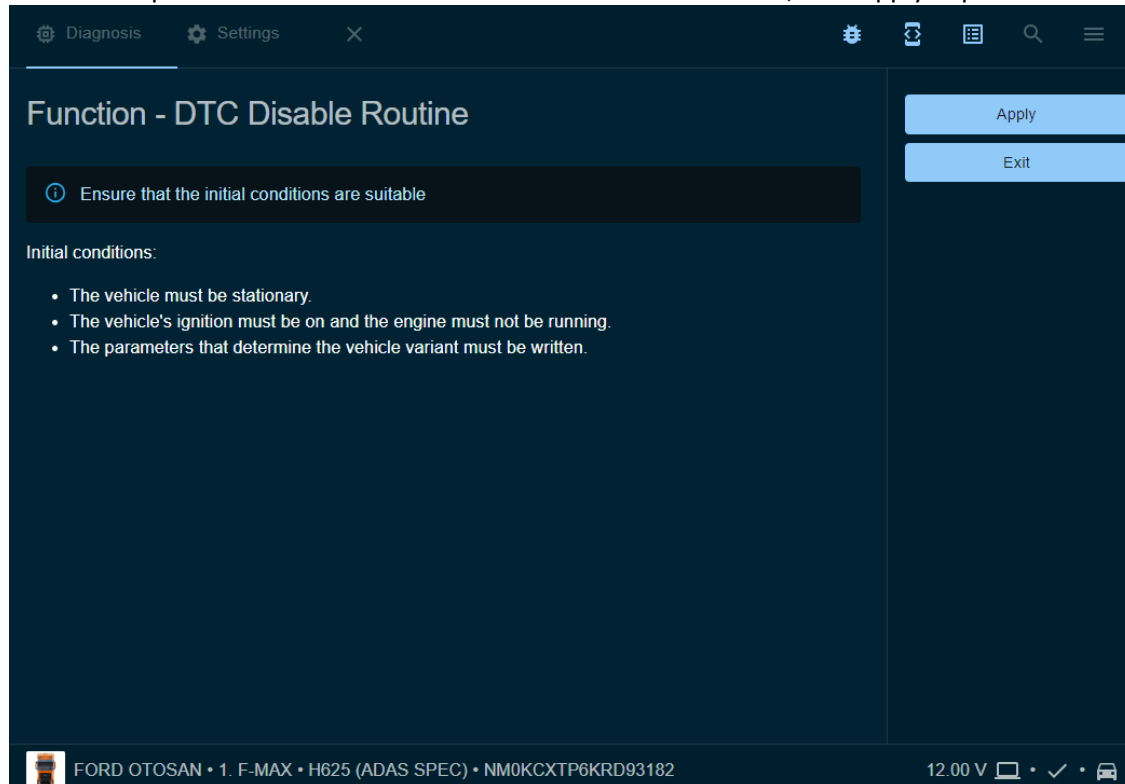 Diagnosis Settings
Function - DTC Disable Routine
Apply
Exit
Ensure that the initial conditions are suitable
Initial conditions:
• The vehicle must be stationary.
• The vehicle's ignition must be on and the engine must not be running.
• The parameters that determine the vehicle variant must be written.
FORD OTOSAN • 1. F-MAX • H625 (ADAS SPEC) • NM0KCXTP6KRD93182
12.00 V